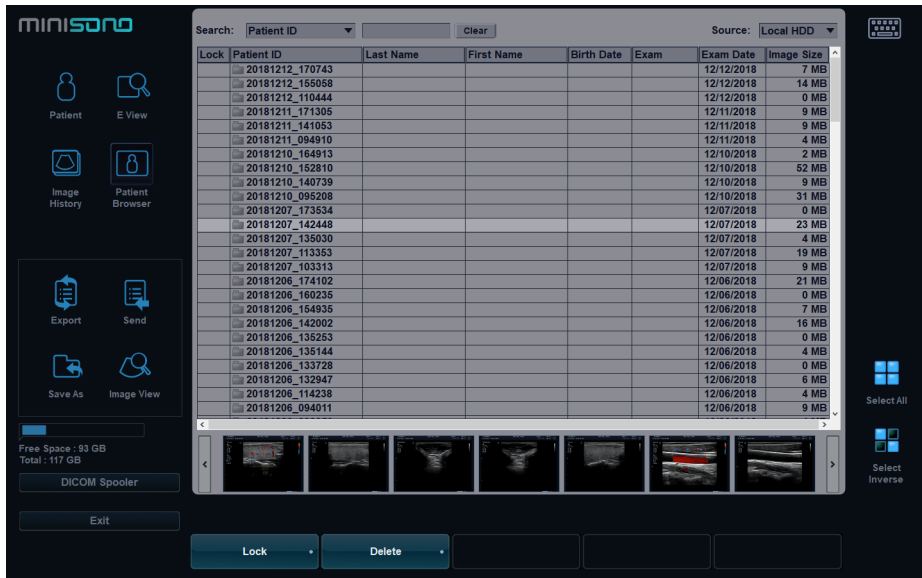 minisono
Search: Patient ID Clear Source: Local HDD
Lock Patient ID Last Name First Name Birth Date Exam Exam Date Image Size
20181212_170743 12/12/2018 7 MB
20181212_155058 12/12/2018 14 MB
20181212_110444 12/12/2018 0 MB
20181211_171305 12/11/2018 9 MB
20181211_141053 12/11/2018 9 MB
20181211_094910 12/11/2018 4 MB
20181210_164913 12/10/2018 2 MB
20181210_152810 12/10/2018 52 MB
20181210_140739 12/10/2018 9 MB
20181210_095208 12/10/2018 31 MB
20181207_173534 12/07/2018 0 MB
20181207_142448 12/07/2018 23 MB
20181207_135030 12/07/2018 4 MB
20181207_113353 12/07/2018 19 MB
20181207_103313 12/07/2018 9 MB
20181206_174102 12/06/2018 21 MB
20181206_160235 12/06/2018 0 MB
20181206_154935 12/06/2018 7 MB
20181206_142002 12/06/2018 16 MB
20181206_135253 12/06/2018 0 MB
20181206_135144 12/06/2018 4 MB
20181206_133728 12/06/2018 0 MB
20181206_132947 12/06/2018 6 MB
20181206_114238 12/06/2018 4 MB
20181206_094011 12/06/2018 9 MB
Patient E View
Image History
Patient Browser
Export Send
Save As Image View
Free Space : 93 GB
Total : 117 GB
DICOM Spooler
Exit
Lock Delete
Select All
Select
Inverse